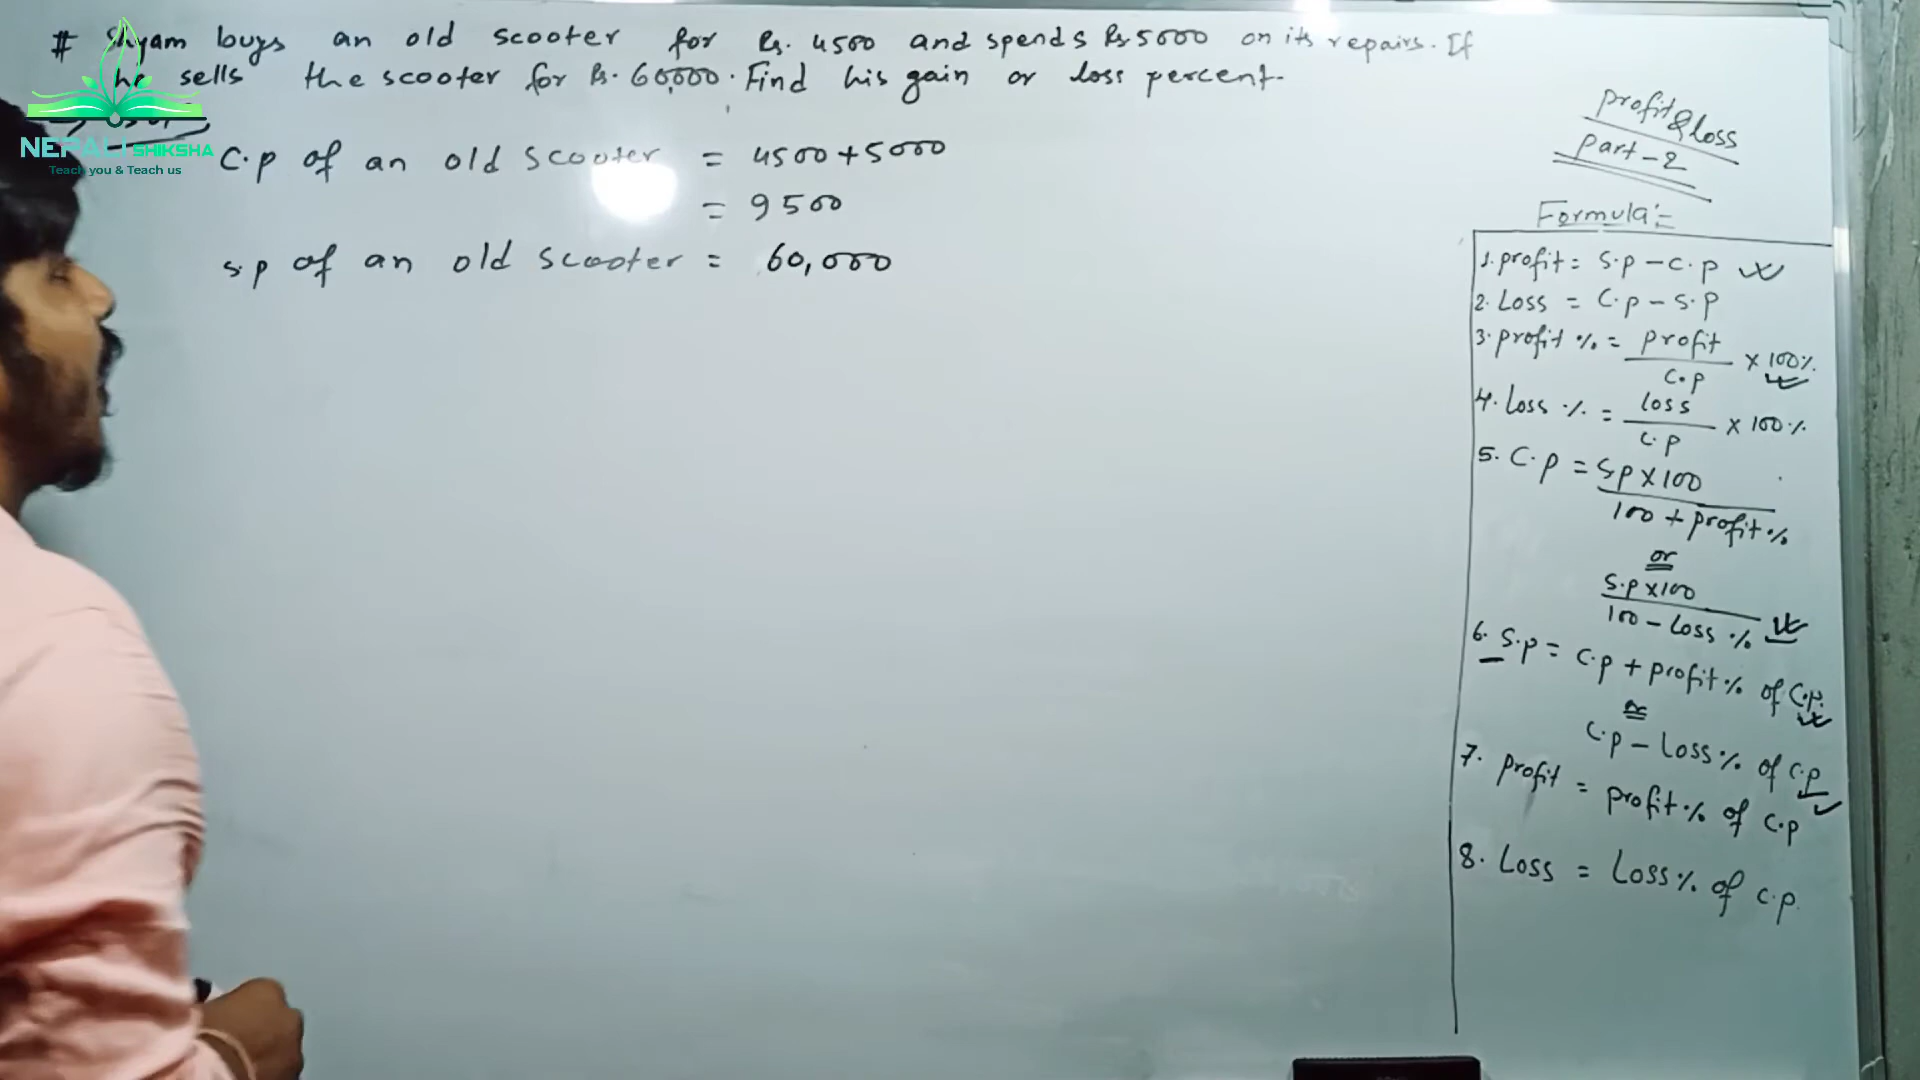 # Shyam buys an old scooter for Rs. 4500 and spends Rs 5000 on its repairs. If
he sells the scooter for Rs. 60,000. Find his gain or loss percent.
NEPALI SHIKSHA
Teach you & Teach us
C.p of an old scooter = 4500+5000
= 9500
s.p of an old scooter = 60,000
profit & loss
part-2
Formula:-
1. profit = S.p - C.p
2. Loss = C.p - S.p
3. profit % = profit / C.p × 100%
4. Loss % = loss / C.p × 100%
5. C.p = S.p × 100 / 100 + profit %
or
S.p × 100 / 100 - Loss %
6. S.p = C.p + profit % of C.p.
or
C.p - Loss % of C.p
7. profit = profit % of C.p
8. Loss = Loss % of C.p.